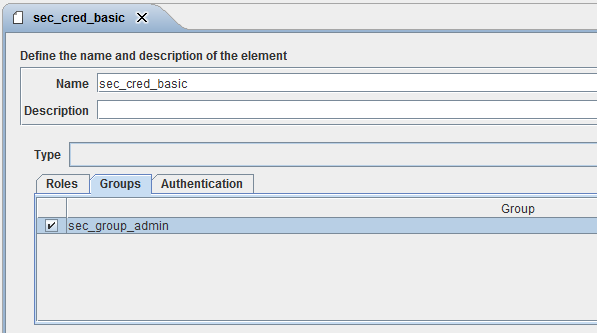 sec_cred_basic
Define the name and description of the element
Name sec_cred_basic
Description
Type
Roles Groups Authentication
Group
sec_group_admin